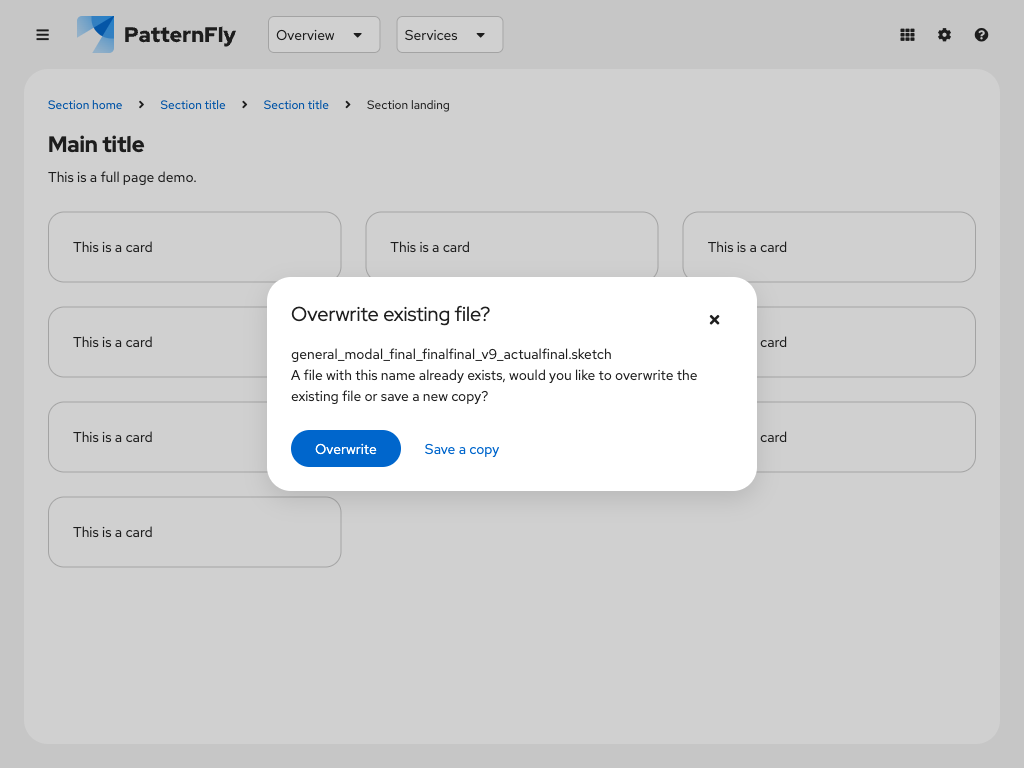 PatternFly
Overview
Services
Section home
Section title
Section title
Section landing
Main title
This is a full page demo.
This is a card
This is a card
This is a card
This is a card
card
This is a card
card
This is a card
Overwrite existing file?
general_modal_final_finalfinal_v9_actualfinal.sketch
A file with this name already exists, would you like to overwrite the
existing file or save a new copy?
Overwrite
Save a copy